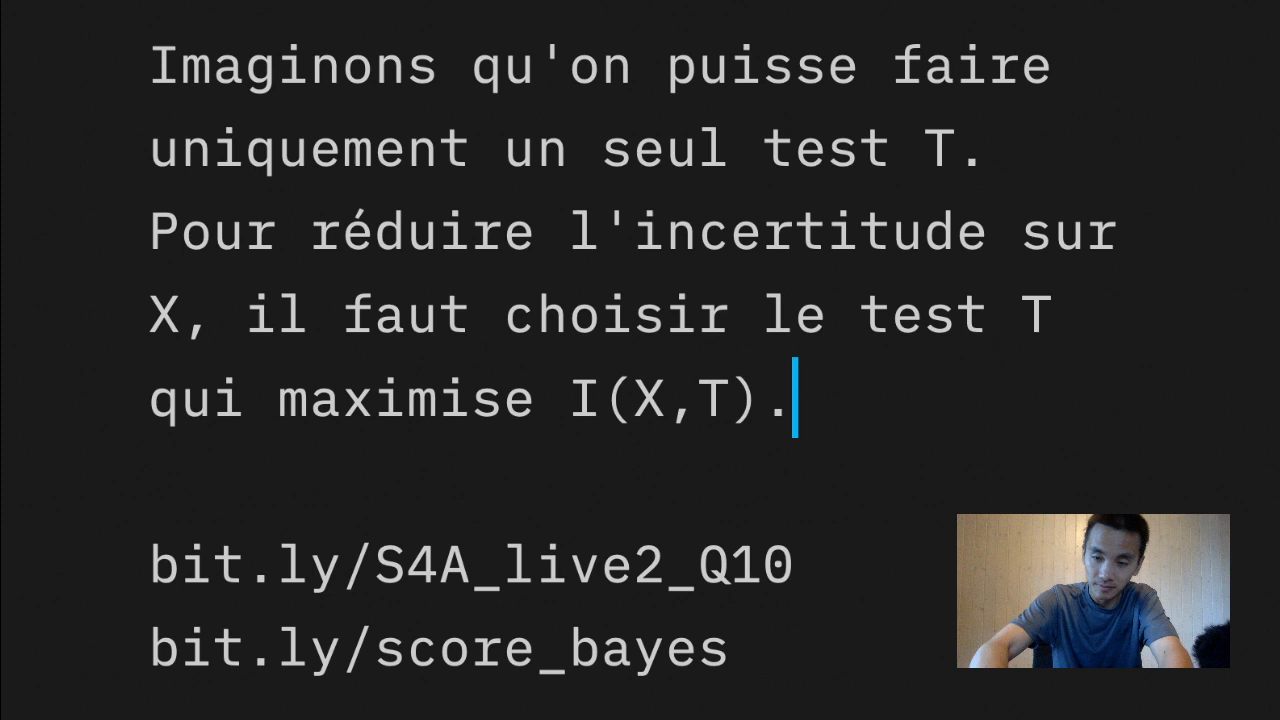 Imaginons qu'on puisse faire
uniquement un seul test T.
Pour réduire l'incertitude sur
X, il faut choisir le test T
qui maximise I(X,T).
bit.ly/S4A_live2_Q10
bit.ly/score_bayes